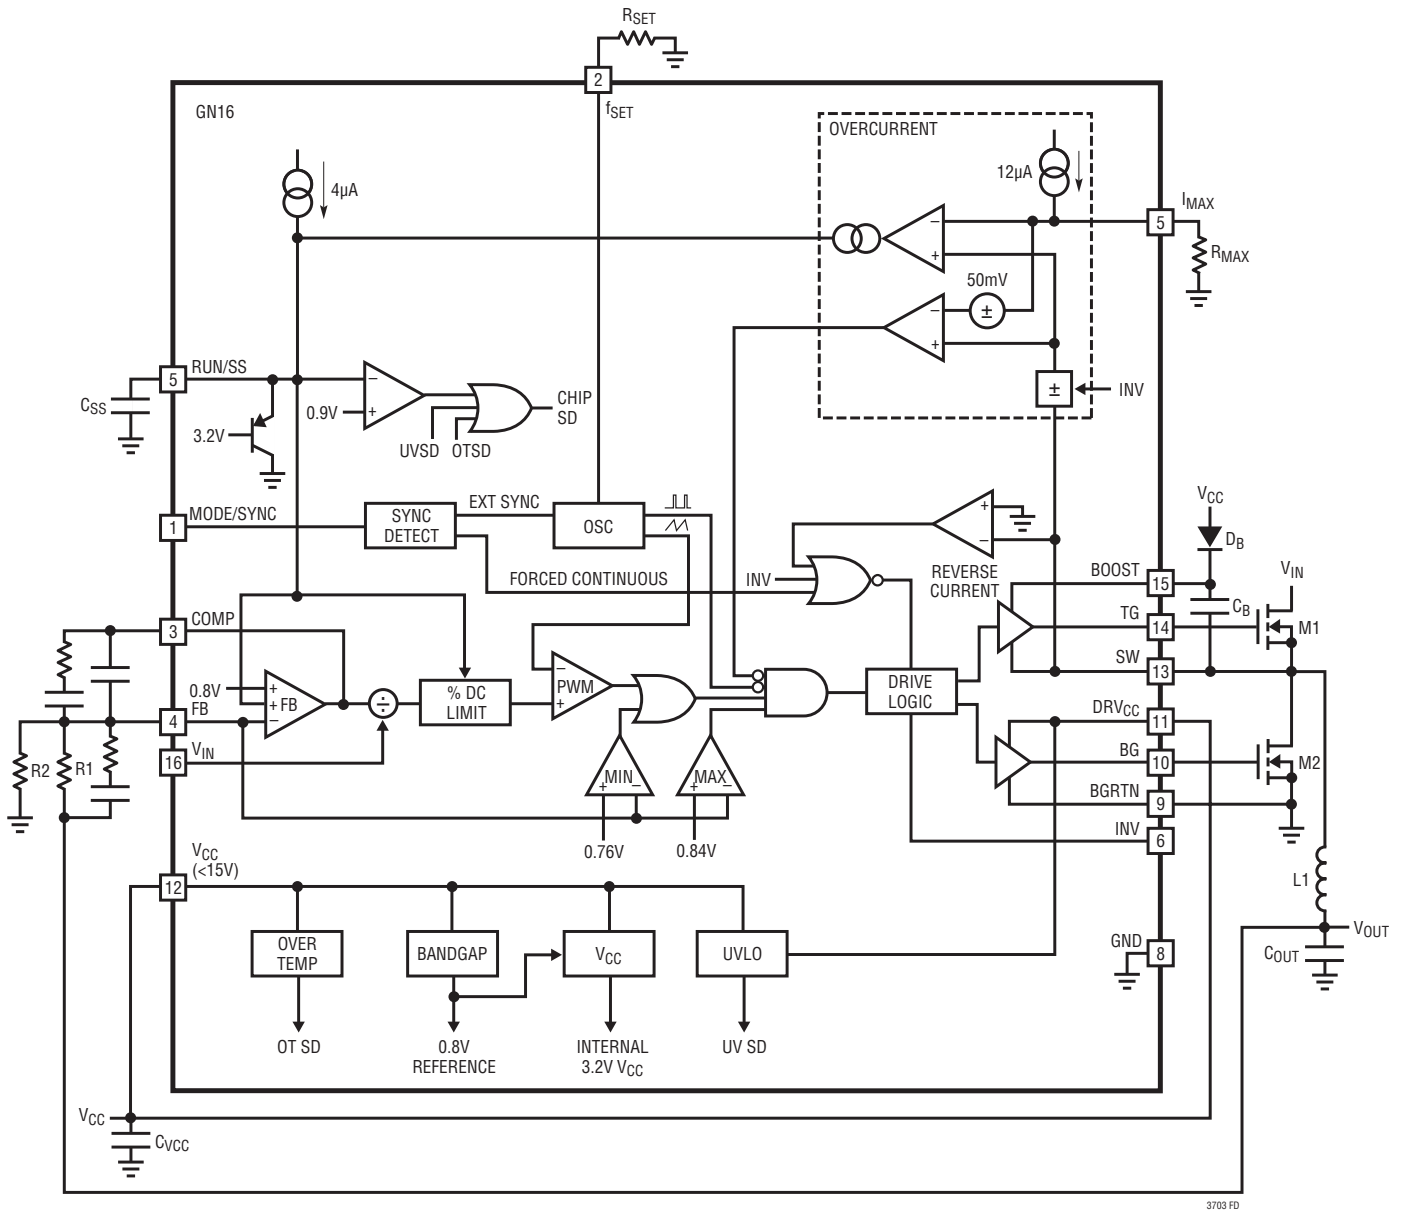 RSET
2
GN16
fSET
OVERCURRENT
4µA
12µA
IMAX
5
RMAX
–
+
50mV
±
–
+
RUN/SS
5
CSS
0.9V
–
+
CHIP
SD
3.2V
UVSD
OTSD
±
INV
MODE/SYNC
1
SYNC
DETECT
EXT SYNC
OSC
+
–
REVERSE
CURRENT
VCC
DB
FORCED CONTINUOUS
INV
BOOST
15
CB
VIN
COMP
3
TG
14
M1
SW
13
0.8V
FB
4
+
+
–
FB
÷
% DC
LIMIT
–
+
PWM
DRIVE
LOGIC
DRVCC
11
VIN
16
R2
R1
MIN
+
–
MAX
+
–
BG
10
M2
BGRTN
9
0.76V
0.84V
INV
6
VCC
(<15V)
12
L1
OVER
TEMP
BANDGAP
VCC
UVLO
GND
8
VOUT
COUT
OT SD
0.8V
REFERENCE
INTERNAL
3.2V VCC
UV SD
VCC
CVCC
3703 FD